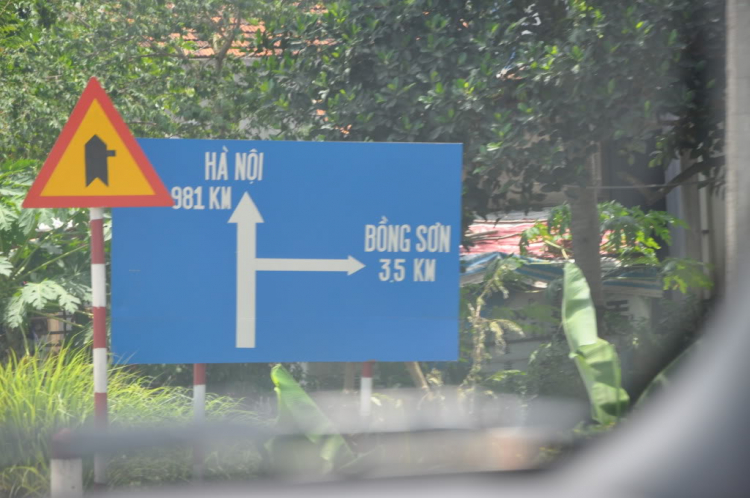 HÀ NỘI
981 KM
BỒNG SƠN
3,5 KM